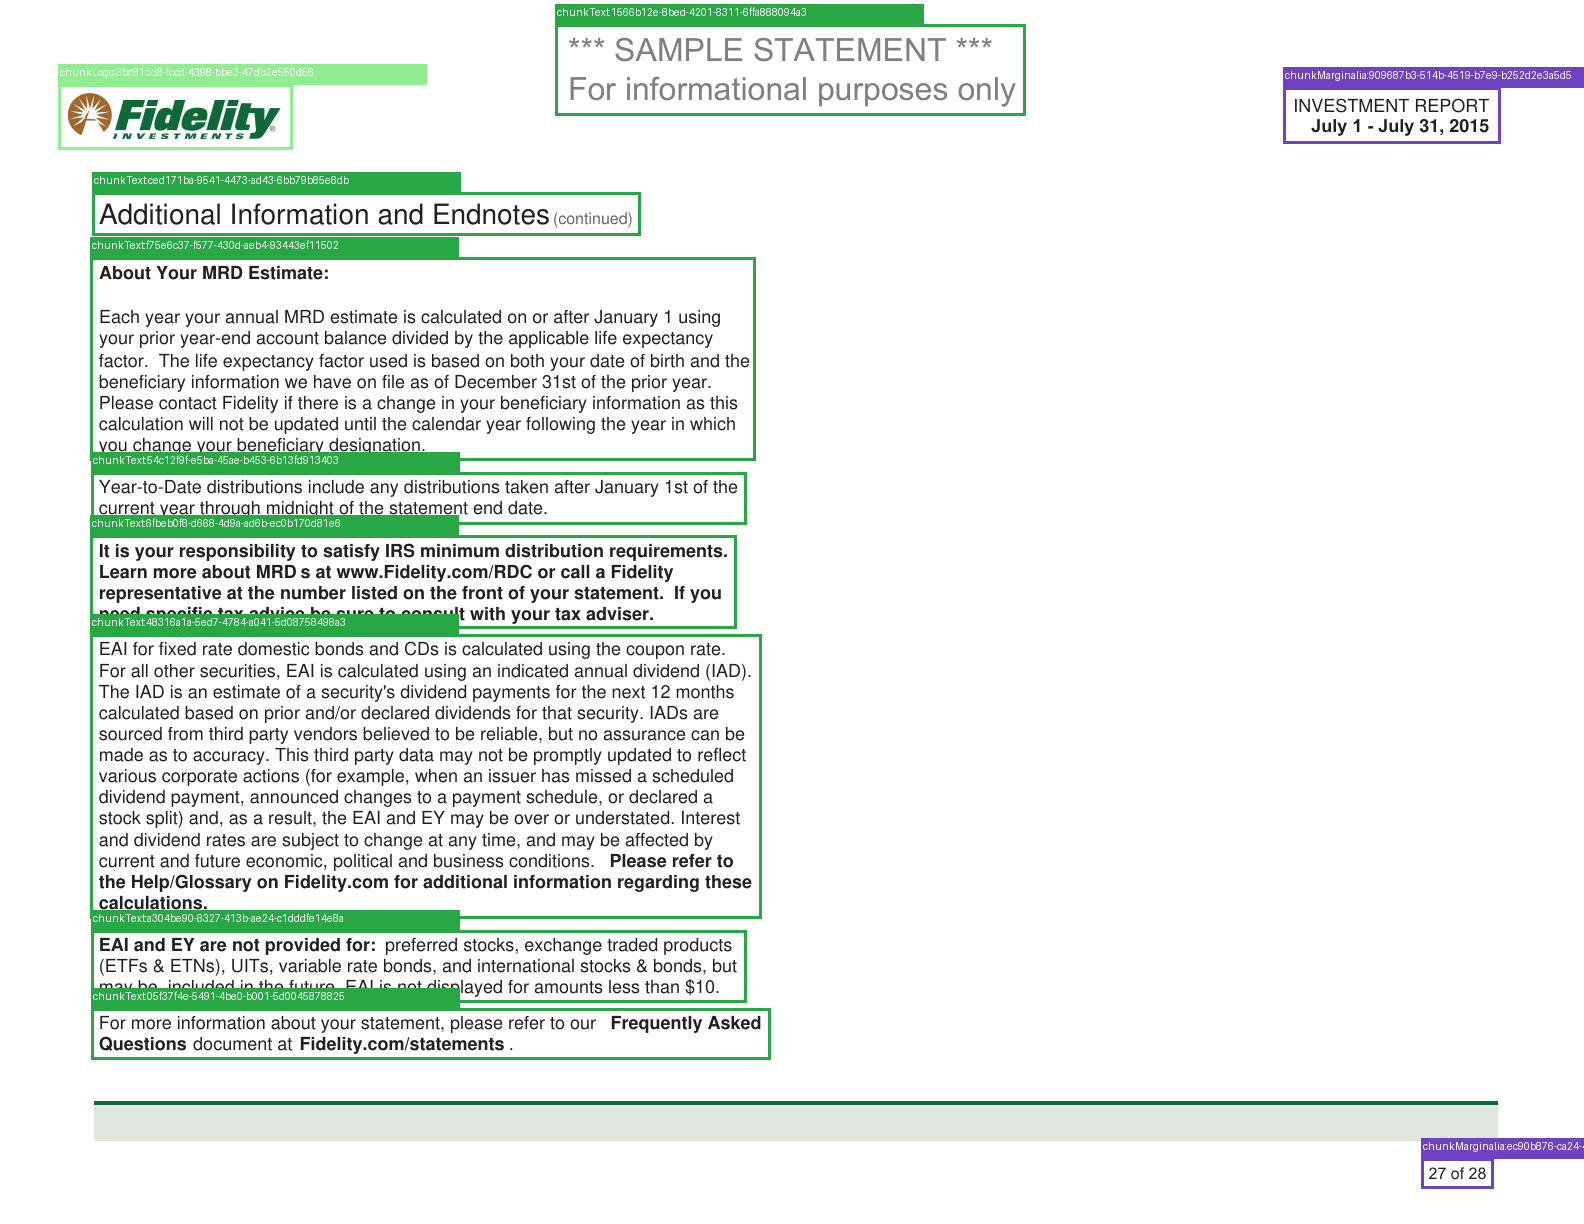 chunkText:1566b12e-8bed-4201-8311-6ffa888094a3
*** SAMPLE STATEMENT ***
For informational purposes only
chunkLogo:3bc81dd8-fccd-4398-bbe3-47db2e550d56
Fidelity
INVESTMENTS®
chunkMarginalia:909687b3-514b-4519-b7e9-b252d2e3a5d5
INVESTMENT REPORT
July 1 - July 31, 2015
chunkText:ced171ba-9541-4473-ad43-6bb79b85e8db
Additional Information and Endnotes (continued)
chunkText:f75e6c37-f577-430d-aeb4-93443ef11502
About Your MRD Estimate:
Each year your annual MRD estimate is calculated on or after January 1 using
your prior year-end account balance divided by the applicable life expectancy
factor.  The life expectancy factor used is based on both your date of birth and the
beneficiary information we have on file as of December 31st of the prior year.
Please contact Fidelity if there is a change in your beneficiary information as this
calculation will not be updated until the calendar year following the year in which
you change your beneficiary designation.
chunkText:54c12f9f-e5ba-45ae-b453-6b13fd913403
Year-to-Date distributions include any distributions taken after January 1st of the
current year through midnight of the statement end date.
chunkText:6fbeb0f8-d668-4d9a-ad6b-ec0b170d81e6
It is your responsibility to satisfy IRS minimum distribution requirements.
Learn more about MRD s at www.Fidelity.com/RDC or call a Fidelity
representative at the number listed on the front of your statement.  If you
need specific tax advice be sure to consult with your tax adviser.
chunkText:48316a1a-5ed7-4784-a041-5d08758498a3
EAI for fixed rate domestic bonds and CDs is calculated using the coupon rate.
For all other securities, EAI is calculated using an indicated annual dividend (IAD).
The IAD is an estimate of a security's dividend payments for the next 12 months
calculated based on prior and/or declared dividends for that security. IADs are
sourced from third party vendors believed to be reliable, but no assurance can be
made as to accuracy. This third party data may not be promptly updated to reflect
various corporate actions (for example, when an issuer has missed a scheduled
dividend payment, announced changes to a payment schedule, or declared a
stock split) and, as a result, the EAI and EY may be over or understated. Interest
and dividend rates are subject to change at any time, and may be affected by
current and future economic, political and business conditions.   Please refer to
the Help/Glossary on Fidelity.com for additional information regarding these
calculations.
chunkText:a304be90-8327-413b-ae24-c1dddfe14e8a
EAI and EY are not provided for:  preferred stocks, exchange traded products
(ETFs & ETNs), UITs, variable rate bonds, and international stocks & bonds, but
may be  included in the future. EAI is not displayed for amounts less than $10.
chunkText:05f37f4e-5491-4be0-b001-5d0045878825
For more information about your statement, please refer to our   Frequently Asked
Questions document at Fidelity.com/statements .
chunkMarginalia:ec90b876-ca24-
27 of 28